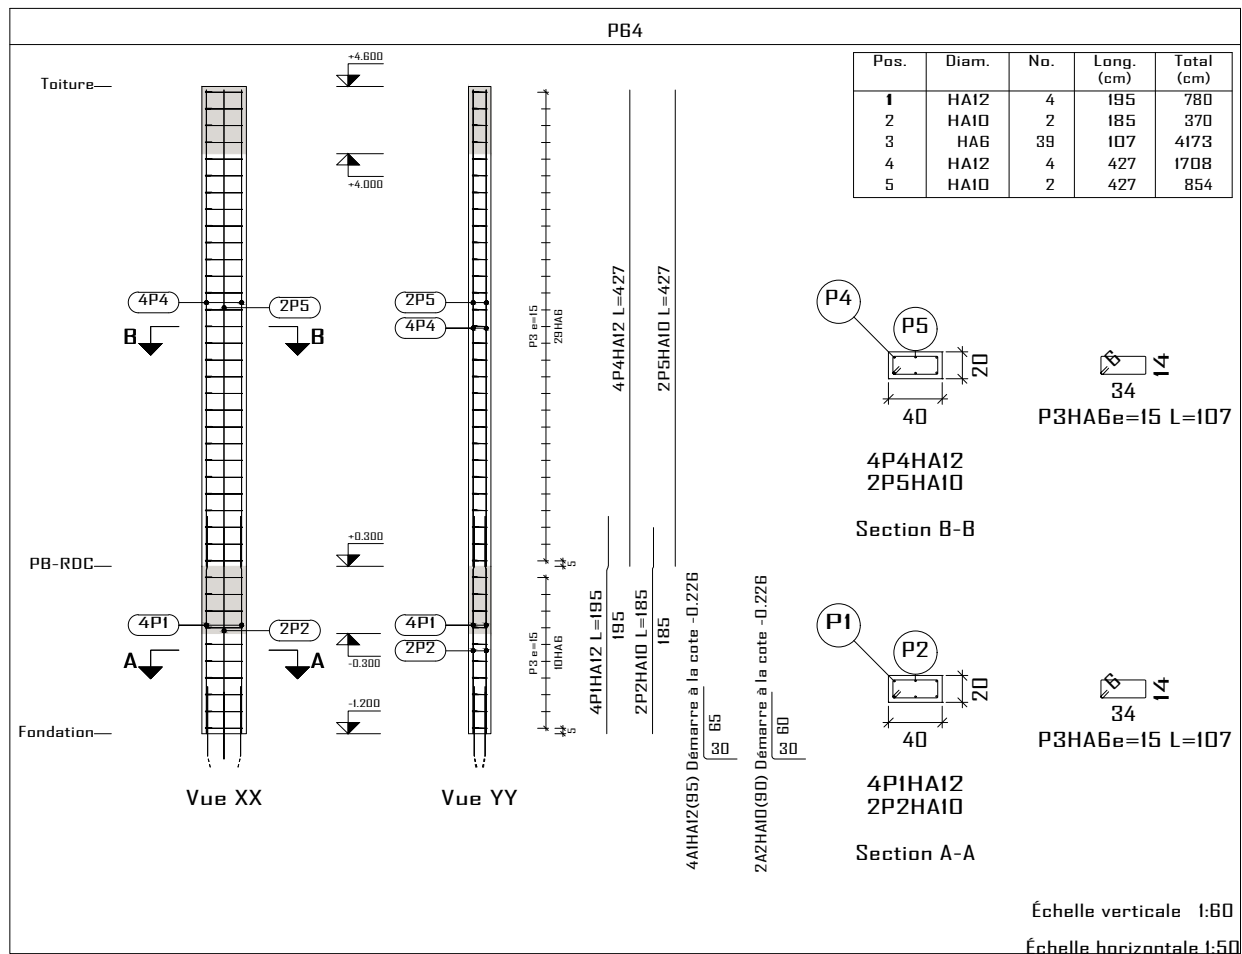 P64
Pos. Diam. No. Long. (cm) Total (cm)
1 HA12 4 195 780
2 HA10 2 185 370
3 HA6 39 107 4173
4 HA12 4 427 1708
5 HA10 2 427 854
Toiture
+4.600
+4.000
4P4
2P5
B B
2P5
4P4
P3 e=15
29HA6
4P4HA12 L=427
2P5HA10 L=427
P4
P5
20
40
4P4HA12
2P5HA10
Section B-B
6
14
34
P3HA6e=15 L=107
PB-RDC
+0.300
5
4P1
2P2
A A
-0.300
-1.200
Fondation
4P1
2P2
P3 e=15
10HA6
5
4P1HA12 L=195
195
2P2HA10 L=185
185
4A1HA12(95) Démarre à la cote -0.226
65
30
2A2HA10(90) Démarre à la cote -0.226
60
30
P1
P2
20
40
4P1HA12
2P2HA10
Section A-A
6
14
34
P3HA6e=15 L=107
Vue XX
Vue YY
Échelle verticale 1:60
Échelle horizontale 1:50